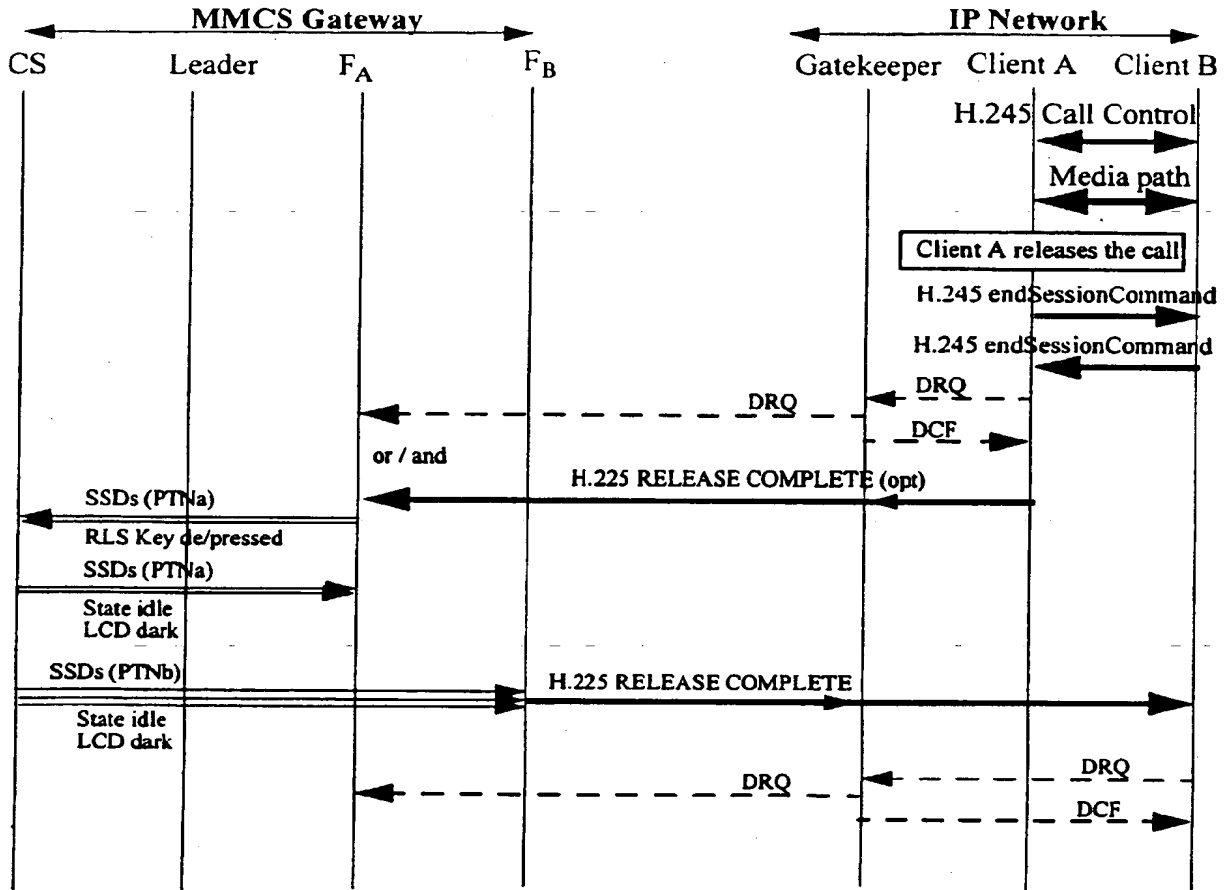 MMCS Gateway
IP Network
CS
Leader
FA
FB
Gatekeeper
Client A
Client B
H.245 Call Control
Media path
Client A releases the call
H.245 endSessionCommand
H.245 endSessionCommand
DRQ
DRQ
DCF
or / and
H.225 RELEASE COMPLETE (opt)
SSDs (PTNa)
RLS Key de/pressed
SSDs (PTNa)
State idle
LCD dark
SSDs (PTNb)
H.225 RELEASE COMPLETE
State idle
LCD dark
DRQ
DRQ
DCF